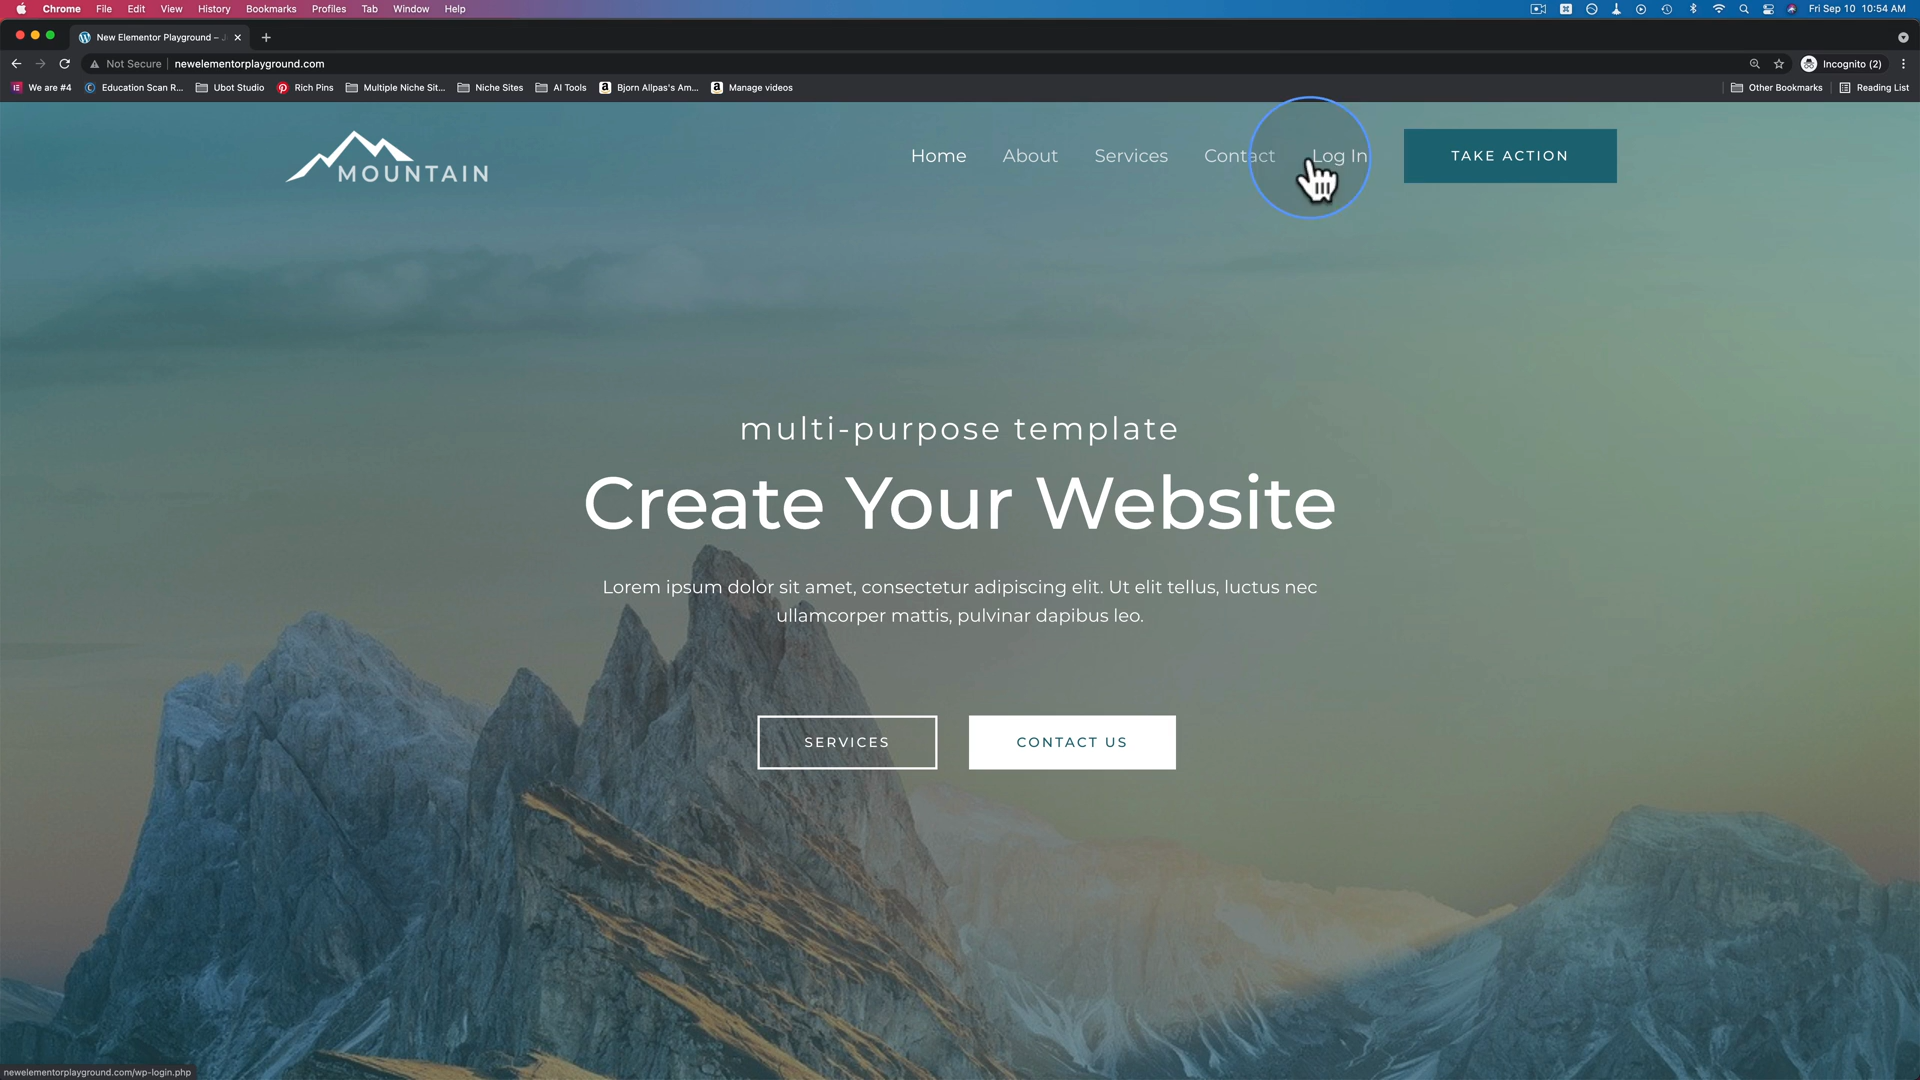 Chrome File Edit View History Bookmarks Profiles Tab Window Help Fri Sep 10 10:54 AM
New Elementor Playground –
Not Secure newelementorplayground.com Incognito (2)
We are #4 Education Scan R... Ubot Studio Rich Pins Multiple Niche Sit... Niche Sites AI Tools Bjorn Allpas's Am... Manage videos Other Bookmarks Reading List
MOUNTAIN
Home About Services Contact Log In TAKE ACTION
multi-purpose template
Create Your Website
Lorem ipsum dolor sit amet, consectetur adipiscing elit. Ut elit tellus, luctus nec
ullamcorper mattis, pulvinar dapibus leo.
SERVICES CONTACT US
newelementorplayground.com/wp-login.php